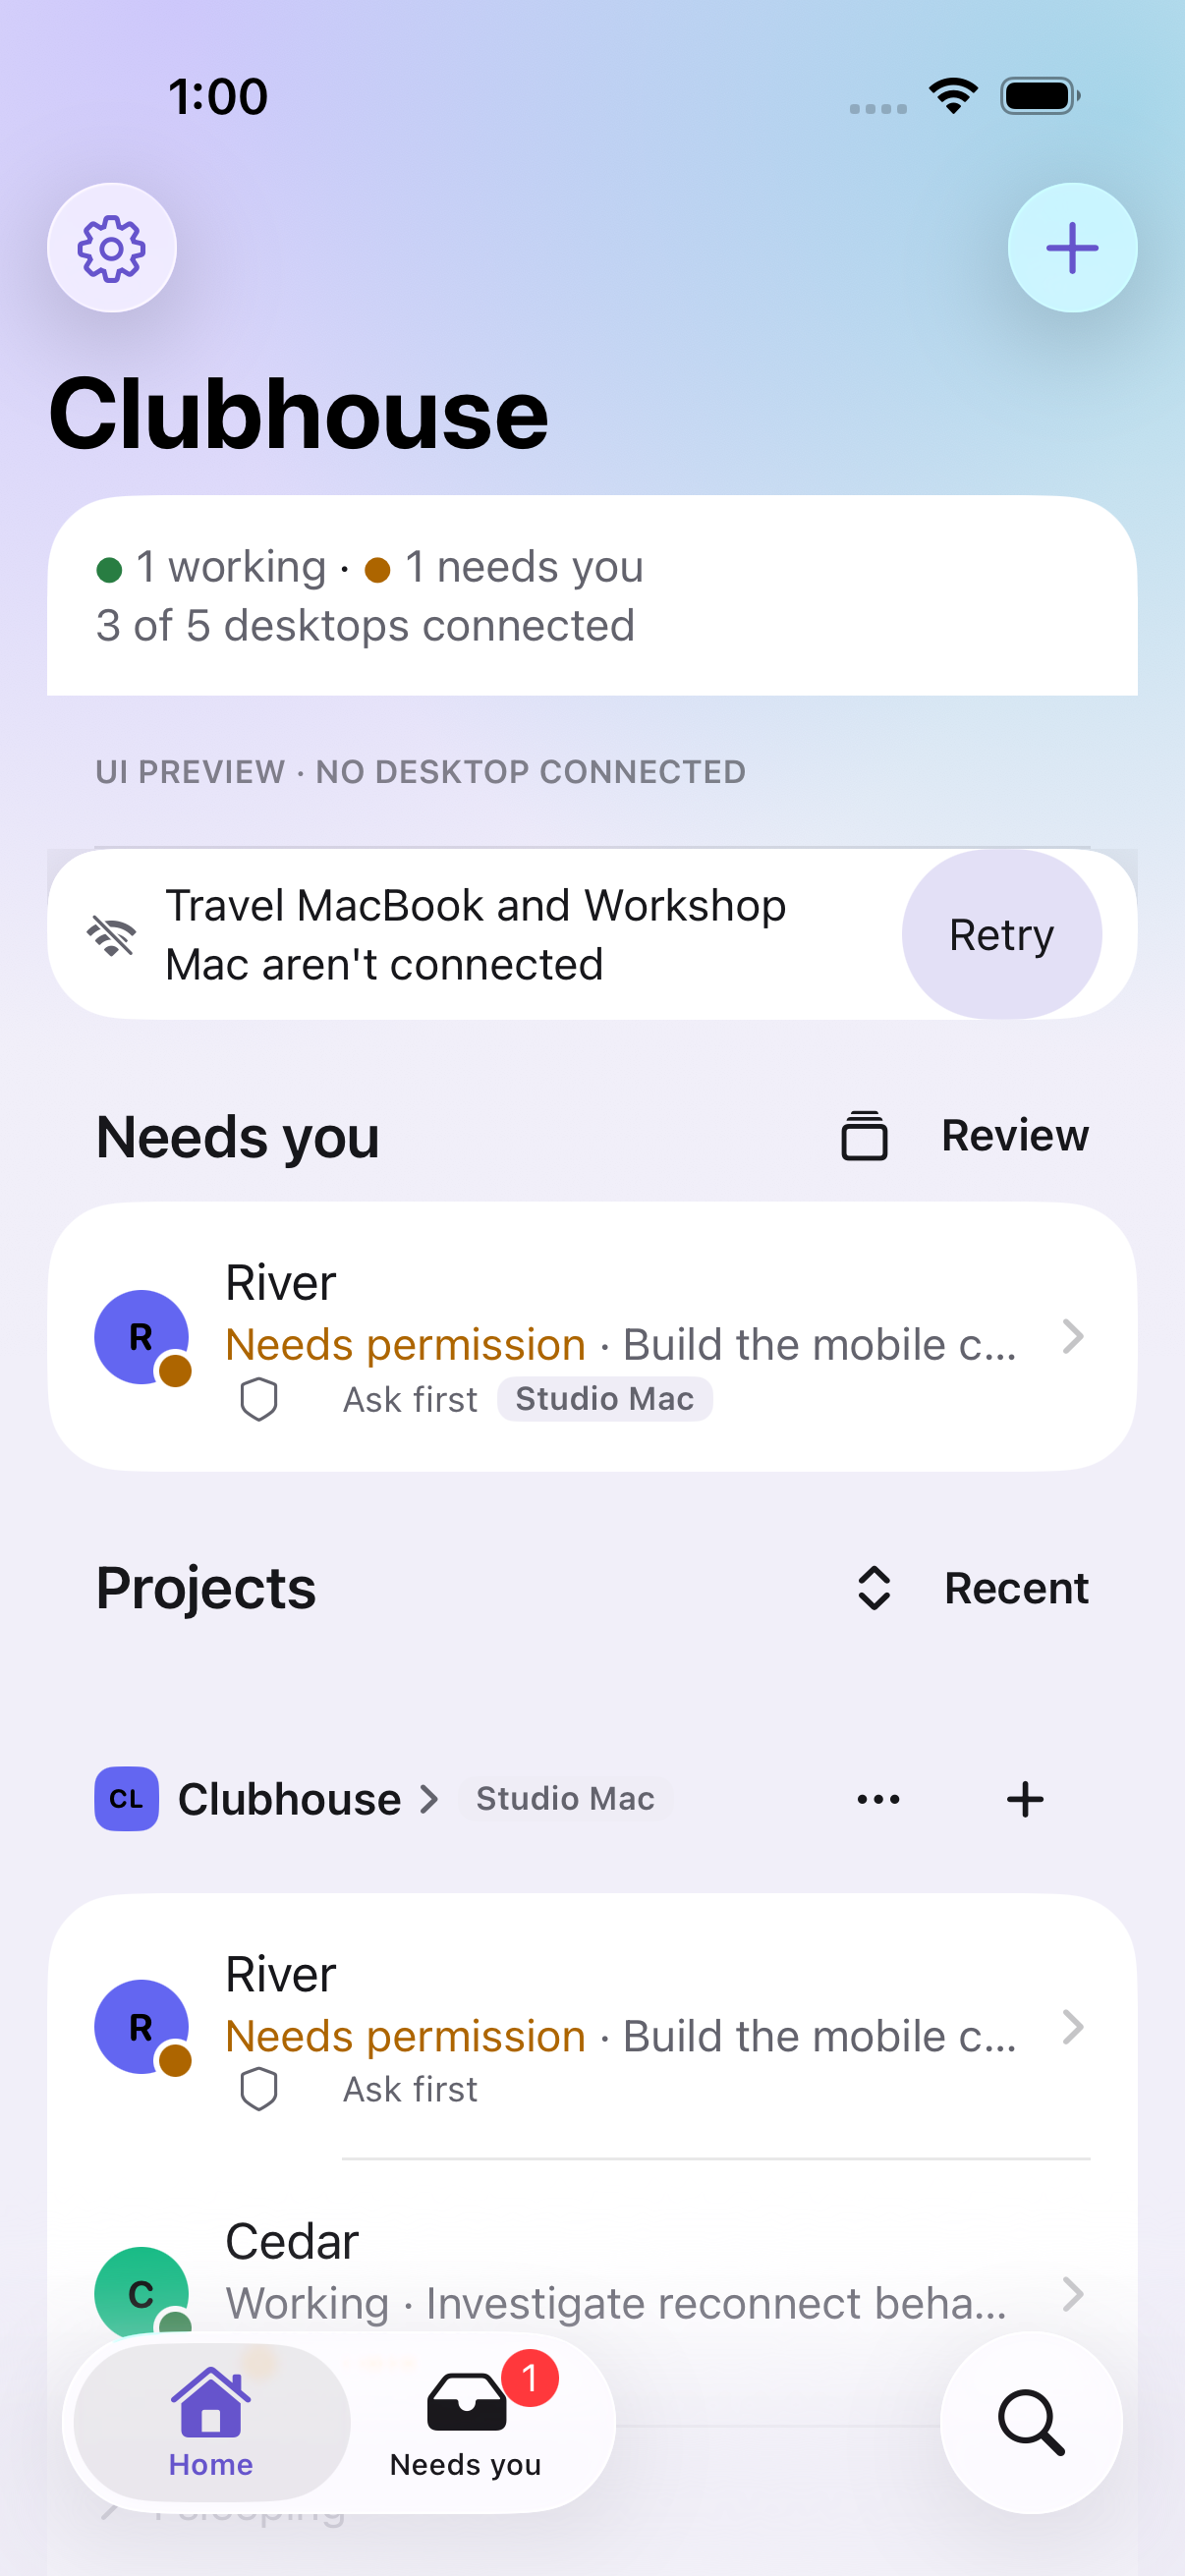 1:00
Clubhouse
1 working · 1 needs you
3 of 5 desktops connected
UI PREVIEW · NO DESKTOP CONNECTED
Travel MacBook and Workshop
Mac aren't connected
Retry
Needs you
Review
R
River
Needs permission · Build the mobile c...
Ask first
Studio Mac
Projects
Recent
CL
Clubhouse
Studio Mac
R
River
Needs permission · Build the mobile c...
Ask first
C
Cedar
Working · Investigate reconnect beha...
1
Home
Needs you
sleeping